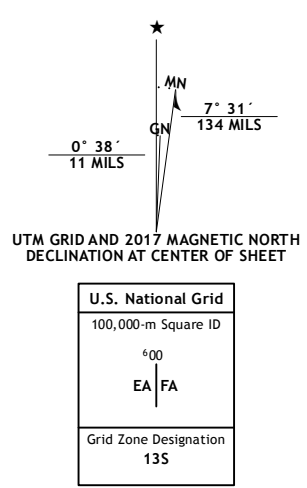 ★
MN
7° 31´
134 MILS
GN
0° 38´
11 MILS
UTM GRID AND 2017 MAGNETIC NORTH
DECLINATION AT CENTER OF SHEET
U.S. National Grid
100,000-m Square ID
⁶00
EA FA
Grid Zone Designation
13S